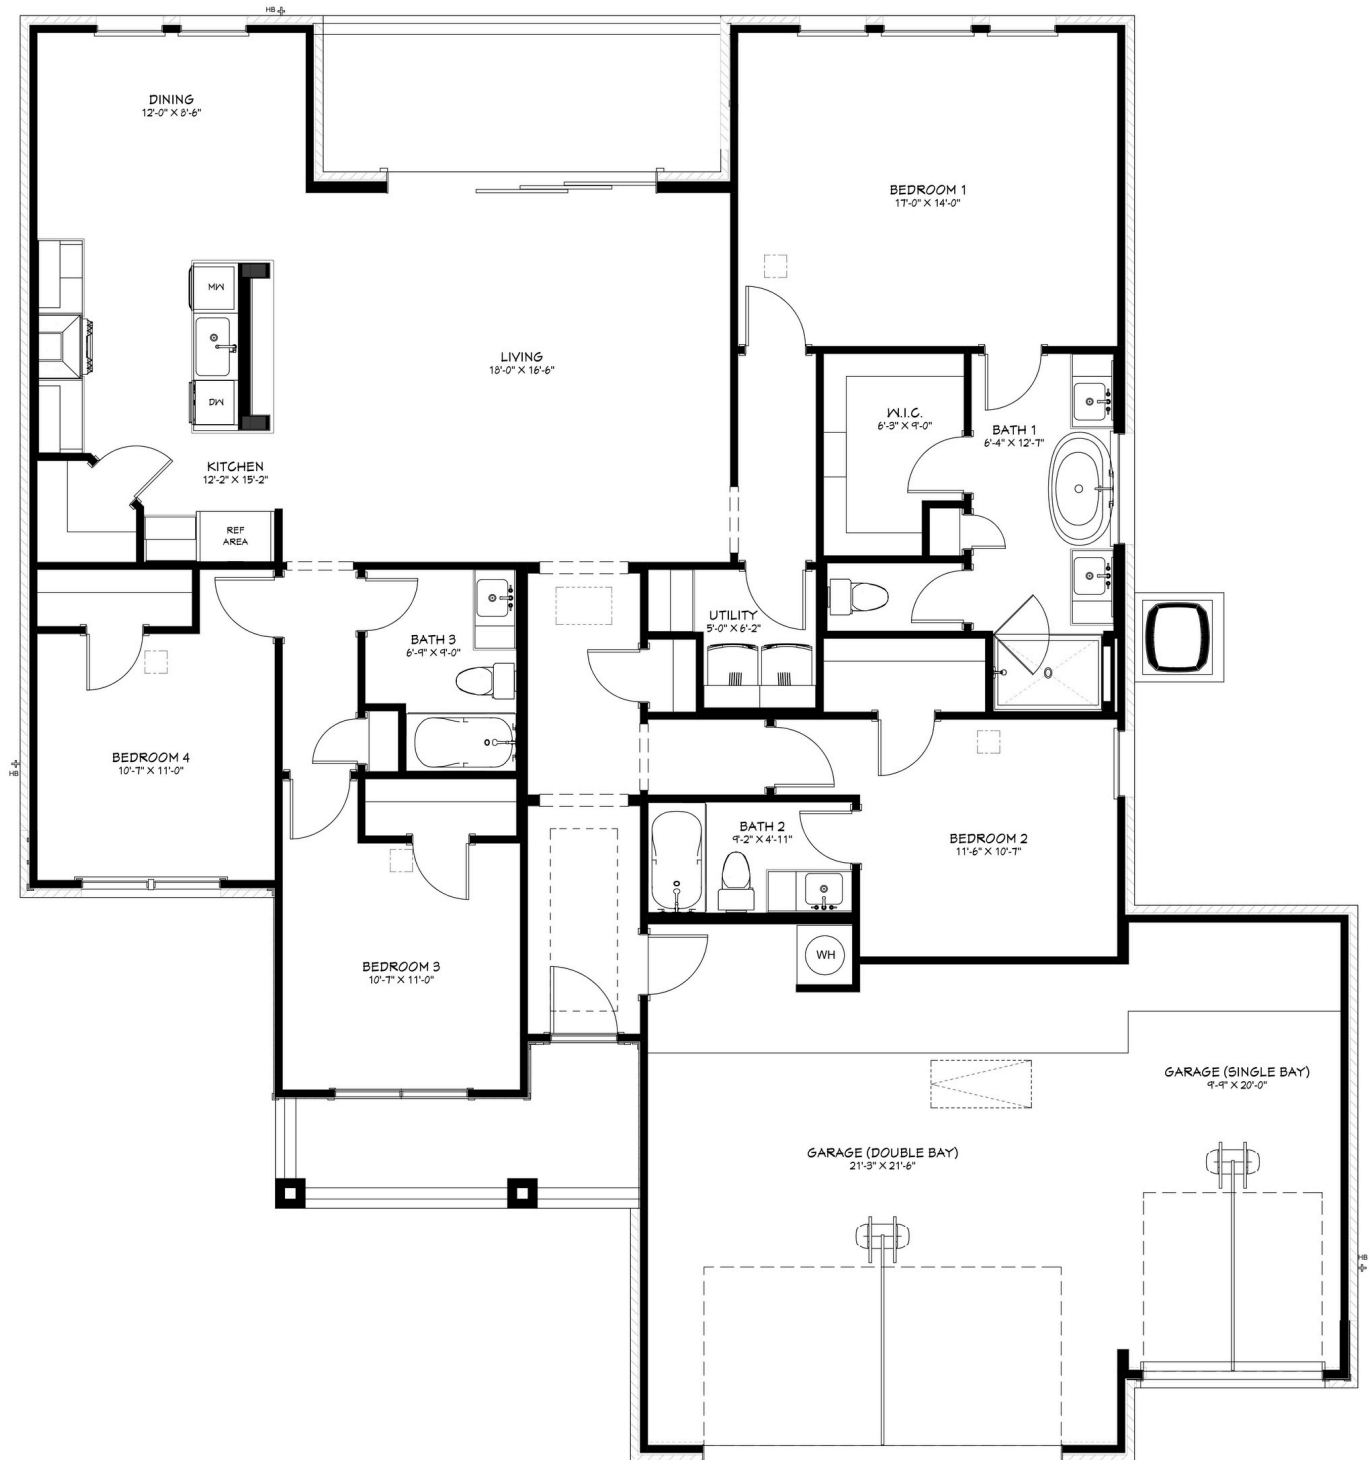 HB
DINING
12'-0" X 8'-6"
BEDROOM 1
17'-0" X 14'-0"
MW
LIVING
18'-0" X 16'-6"
W.I.C.
6'-3" X 9'-0"
BATH 1
6'-4" X 12'-7"
DW
KITCHEN
12'-2" X 15'-2"
REF
AREA
UTILITY
5'-0" X 6'-2"
BATH 3
6'-9" X 9'-0"
BEDROOM 4
10'-7" X 11'-0"
HB
BATH 2
9'-2" X 4'-11"
BEDROOM 2
11'-6" X 10'-7"
WH
BEDROOM 3
10'-7" X 11'-0"
GARAGE (SINGLE BAY)
9'-9" X 20'-0"
GARAGE (DOUBLE BAY)
21'-3" X 21'-6"
HB